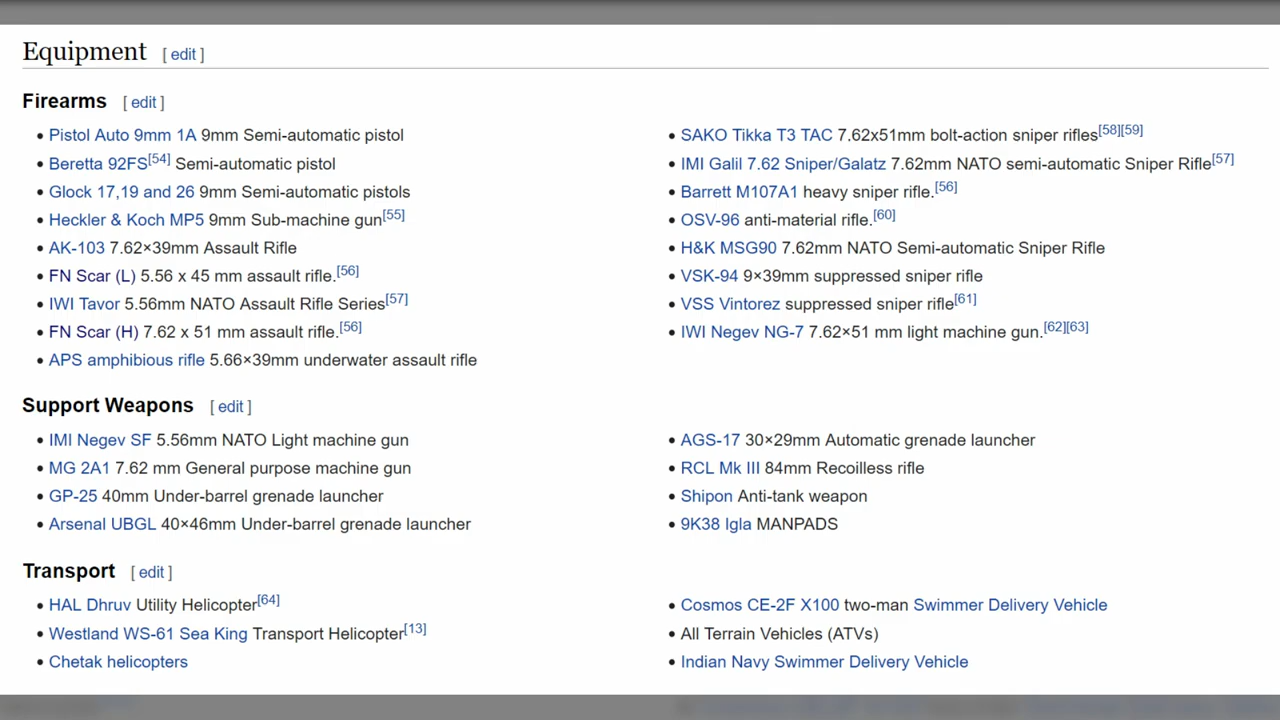 Equipment [ edit ]
Firearms [ edit ]
• Pistol Auto 9mm 1A 9mm Semi-automatic pistol
• Beretta 92FS[54] Semi-automatic pistol
• Glock 17,19 and 26 9mm Semi-automatic pistols
• Heckler & Koch MP5 9mm Sub-machine gun[55]
• AK-103 7.62×39mm Assault Rifle
• FN Scar (L) 5.56 x 45 mm assault rifle.[56]
• IWI Tavor 5.56mm NATO Assault Rifle Series[57]
• FN Scar (H) 7.62 x 51 mm assault rifle.[56]
• APS amphibious rifle 5.66×39mm underwater assault rifle
• SAKO Tikka T3 TAC 7.62x51mm bolt-action sniper rifles[58][59]
• IMI Galil 7.62 Sniper/Galatz 7.62mm NATO semi-automatic Sniper Rifle[57]
• Barrett M107A1 heavy sniper rifle.[56]
• OSV-96 anti-material rifle.[60]
• H&K MSG90 7.62mm NATO Semi-automatic Sniper Rifle
• VSK-94 9×39mm suppressed sniper rifle
• VSS Vintorez suppressed sniper rifle[61]
• IWI Negev NG-7 7.62×51 mm light machine gun.[62][63]
Support Weapons [ edit ]
• IMI Negev SF 5.56mm NATO Light machine gun
• MG 2A1 7.62 mm General purpose machine gun
• GP-25 40mm Under-barrel grenade launcher
• Arsenal UBGL 40×46mm Under-barrel grenade launcher
• AGS-17 30×29mm Automatic grenade launcher
• RCL Mk III 84mm Recoilless rifle
• Shipon Anti-tank weapon
• 9K38 Igla MANPADS
Transport [ edit ]
• HAL Dhruv Utility Helicopter[64]
• Westland WS-61 Sea King Transport Helicopter[13]
• Chetak helicopters
• Cosmos CE-2F X100 two-man Swimmer Delivery Vehicle
• All Terrain Vehicles (ATVs)
• Indian Navy Swimmer Delivery Vehicle